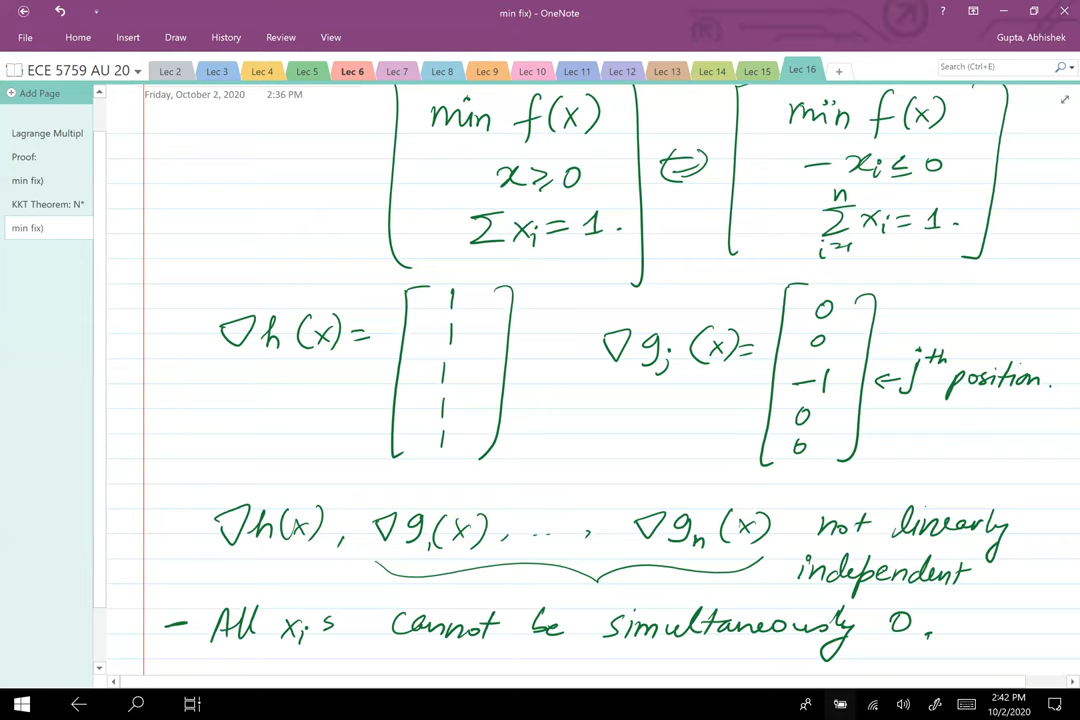 min fix) - OneNote
Gupta, Abhishek
File Home Insert Draw History Review View
ECE 5759 AU 20
Lec 2 Lec 3 Lec 4 Lec 5 Lec 6 Lec 7 Lec 8 Lec 9 Lec 10 Lec 11 Lec 12 Lec 13 Lec 14 Lec 15 Lec 16
Search (Ctrl+E)
Add Page
Lagrange Multipl
Proof:
min fix)
KKT Theorem: N*
min fix)
Friday, October 2, 2020 2:36 PM
min f(x) ⇔ min f(x)
x ≥ 0 - xi ≤ 0
∑ xi = 1. n∑i=1 xi = 1.
∇h(x) = [1 1 1 1 1] ∇gj(x) = [0 0 -1 0 0] ← jth position.
∇h(x), ∇g1(x), ..., ∇gn(x) not linearly
independent
- All xi s cannot be simultaneously 0.
2:42 PM
10/2/2020